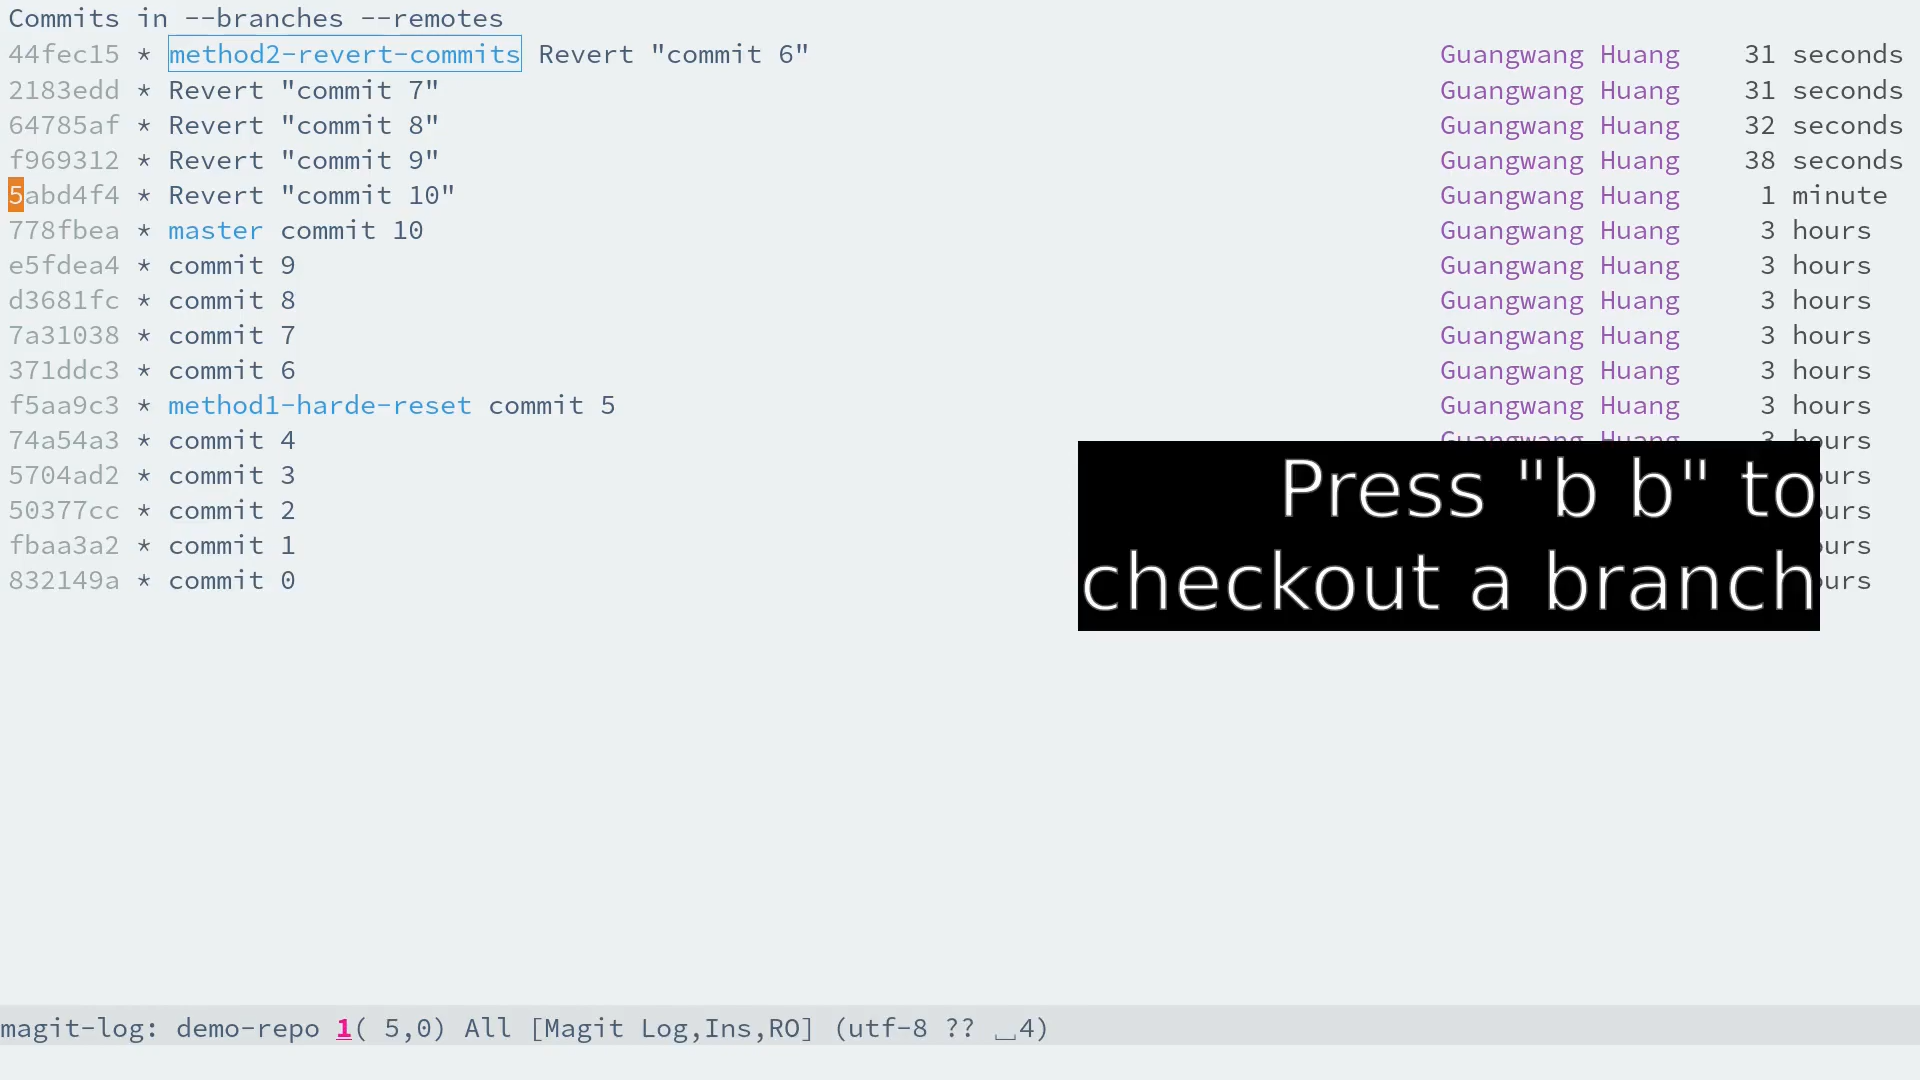 Commits in --branches --remotes
44fec15 * method2-revert-commits Revert "commit 6" Guangwang Huang 31 seconds
2183edd * Revert "commit 7" Guangwang Huang 31 seconds
64785af * Revert "commit 8" Guangwang Huang 32 seconds
f969312 * Revert "commit 9" Guangwang Huang 38 seconds
5abd4f4 * Revert "commit 10" Guangwang Huang 1 minute
778fbea * master commit 10 Guangwang Huang 3 hours
e5fdea4 * commit 9 Guangwang Huang 3 hours
d3681fc * commit 8 Guangwang Huang 3 hours
7a31038 * commit 7 Guangwang Huang 3 hours
371ddc3 * commit 6 Guangwang Huang 3 hours
f5aa9c3 * method1-harde-reset commit 5 Guangwang Huang 3 hours
74a54a3 * commit 4 Guangwang Huang 3 hours
5704ad2 * commit 3
50377cc * commit 2
fbaa3a2 * commit 1
832149a * commit 0
Press "b b" to
checkout a branch
magit-log: demo-repo 1( 5,0) All [Magit Log,Ins,RO] (utf-8 ?? ⎵4)